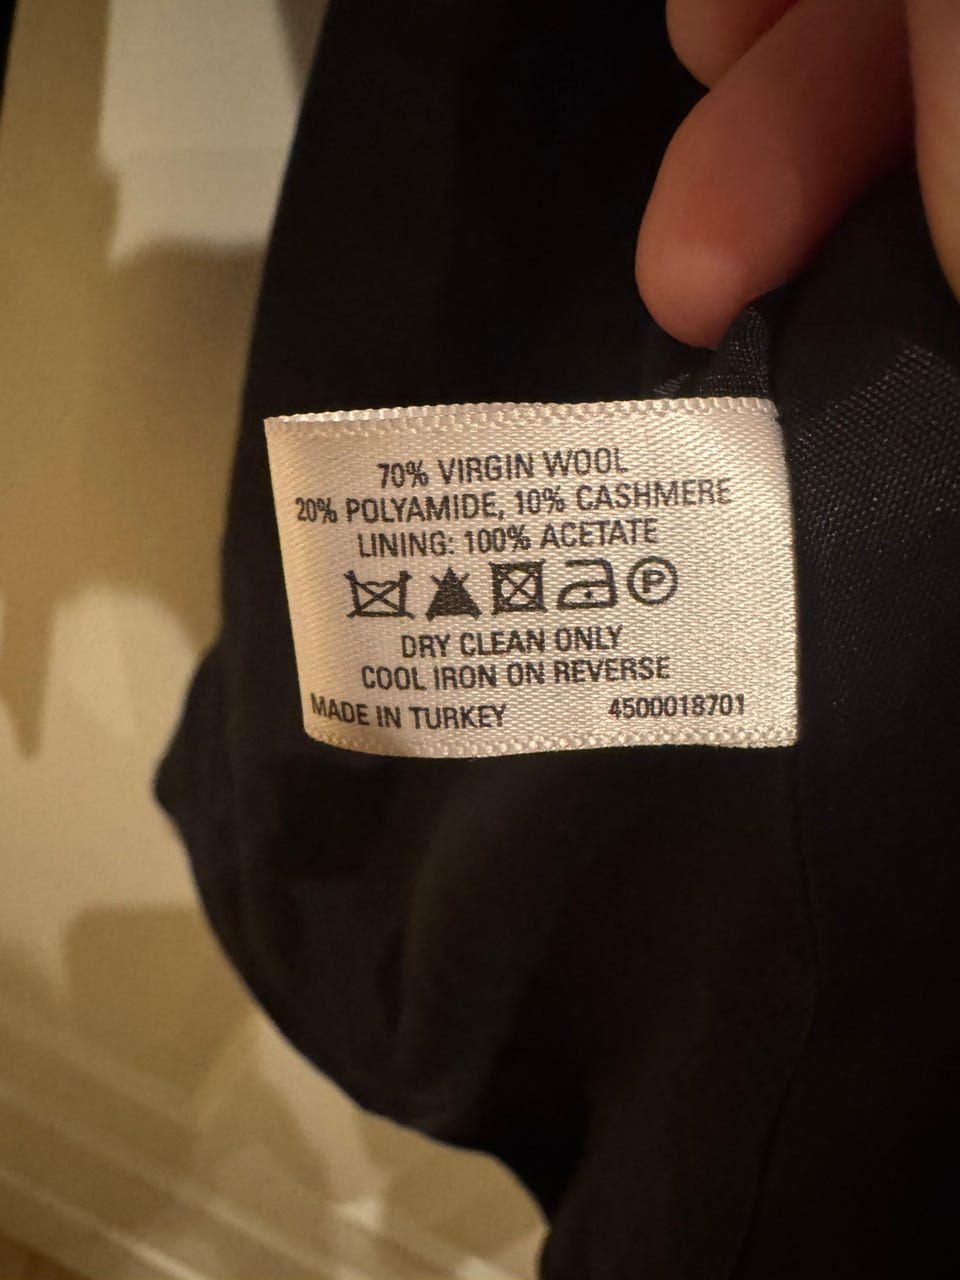 70% VIRGIN WOOL
20% POLYAMIDE, 10% CASHMERE
LINING: 100% ACETATE
P
DRY CLEAN ONLY
COOL IRON ON REVERSE
MADE IN TURKEY 4500018701